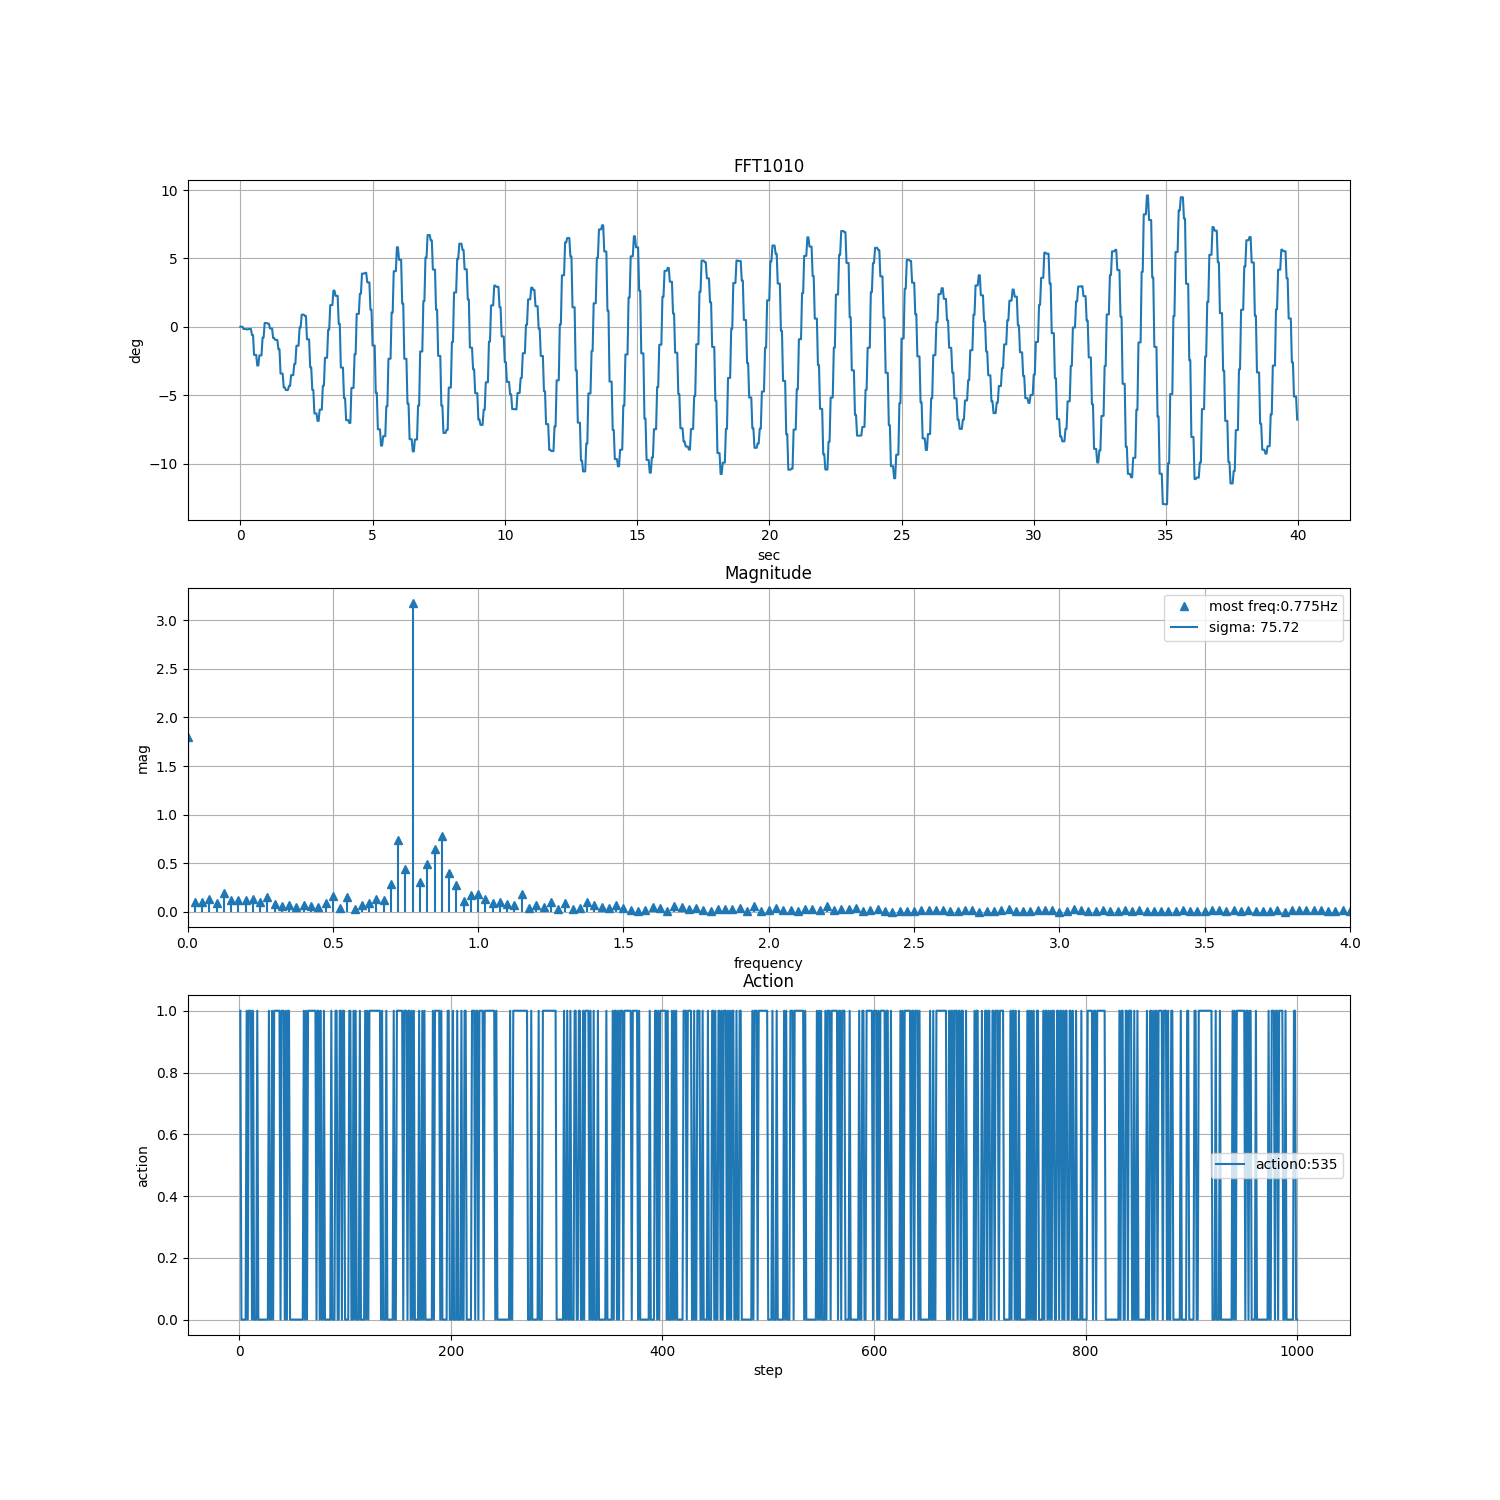 FFT1010
10
5
0
−5
−10
deg
0 5 10 15 20 25 30 35 40
sec
Magnitude
3.0
2.5
2.0
1.5
1.0
0.5
0.0
mag
most freq:0.775Hz
sigma: 75.72
0.0 0.5 1.0 1.5 2.0 2.5 3.0 3.5 4.0
frequency
Action
1.0
0.8
0.6
0.4
0.2
0.0
action
action0:535
0 200 400 600 800 1000
step